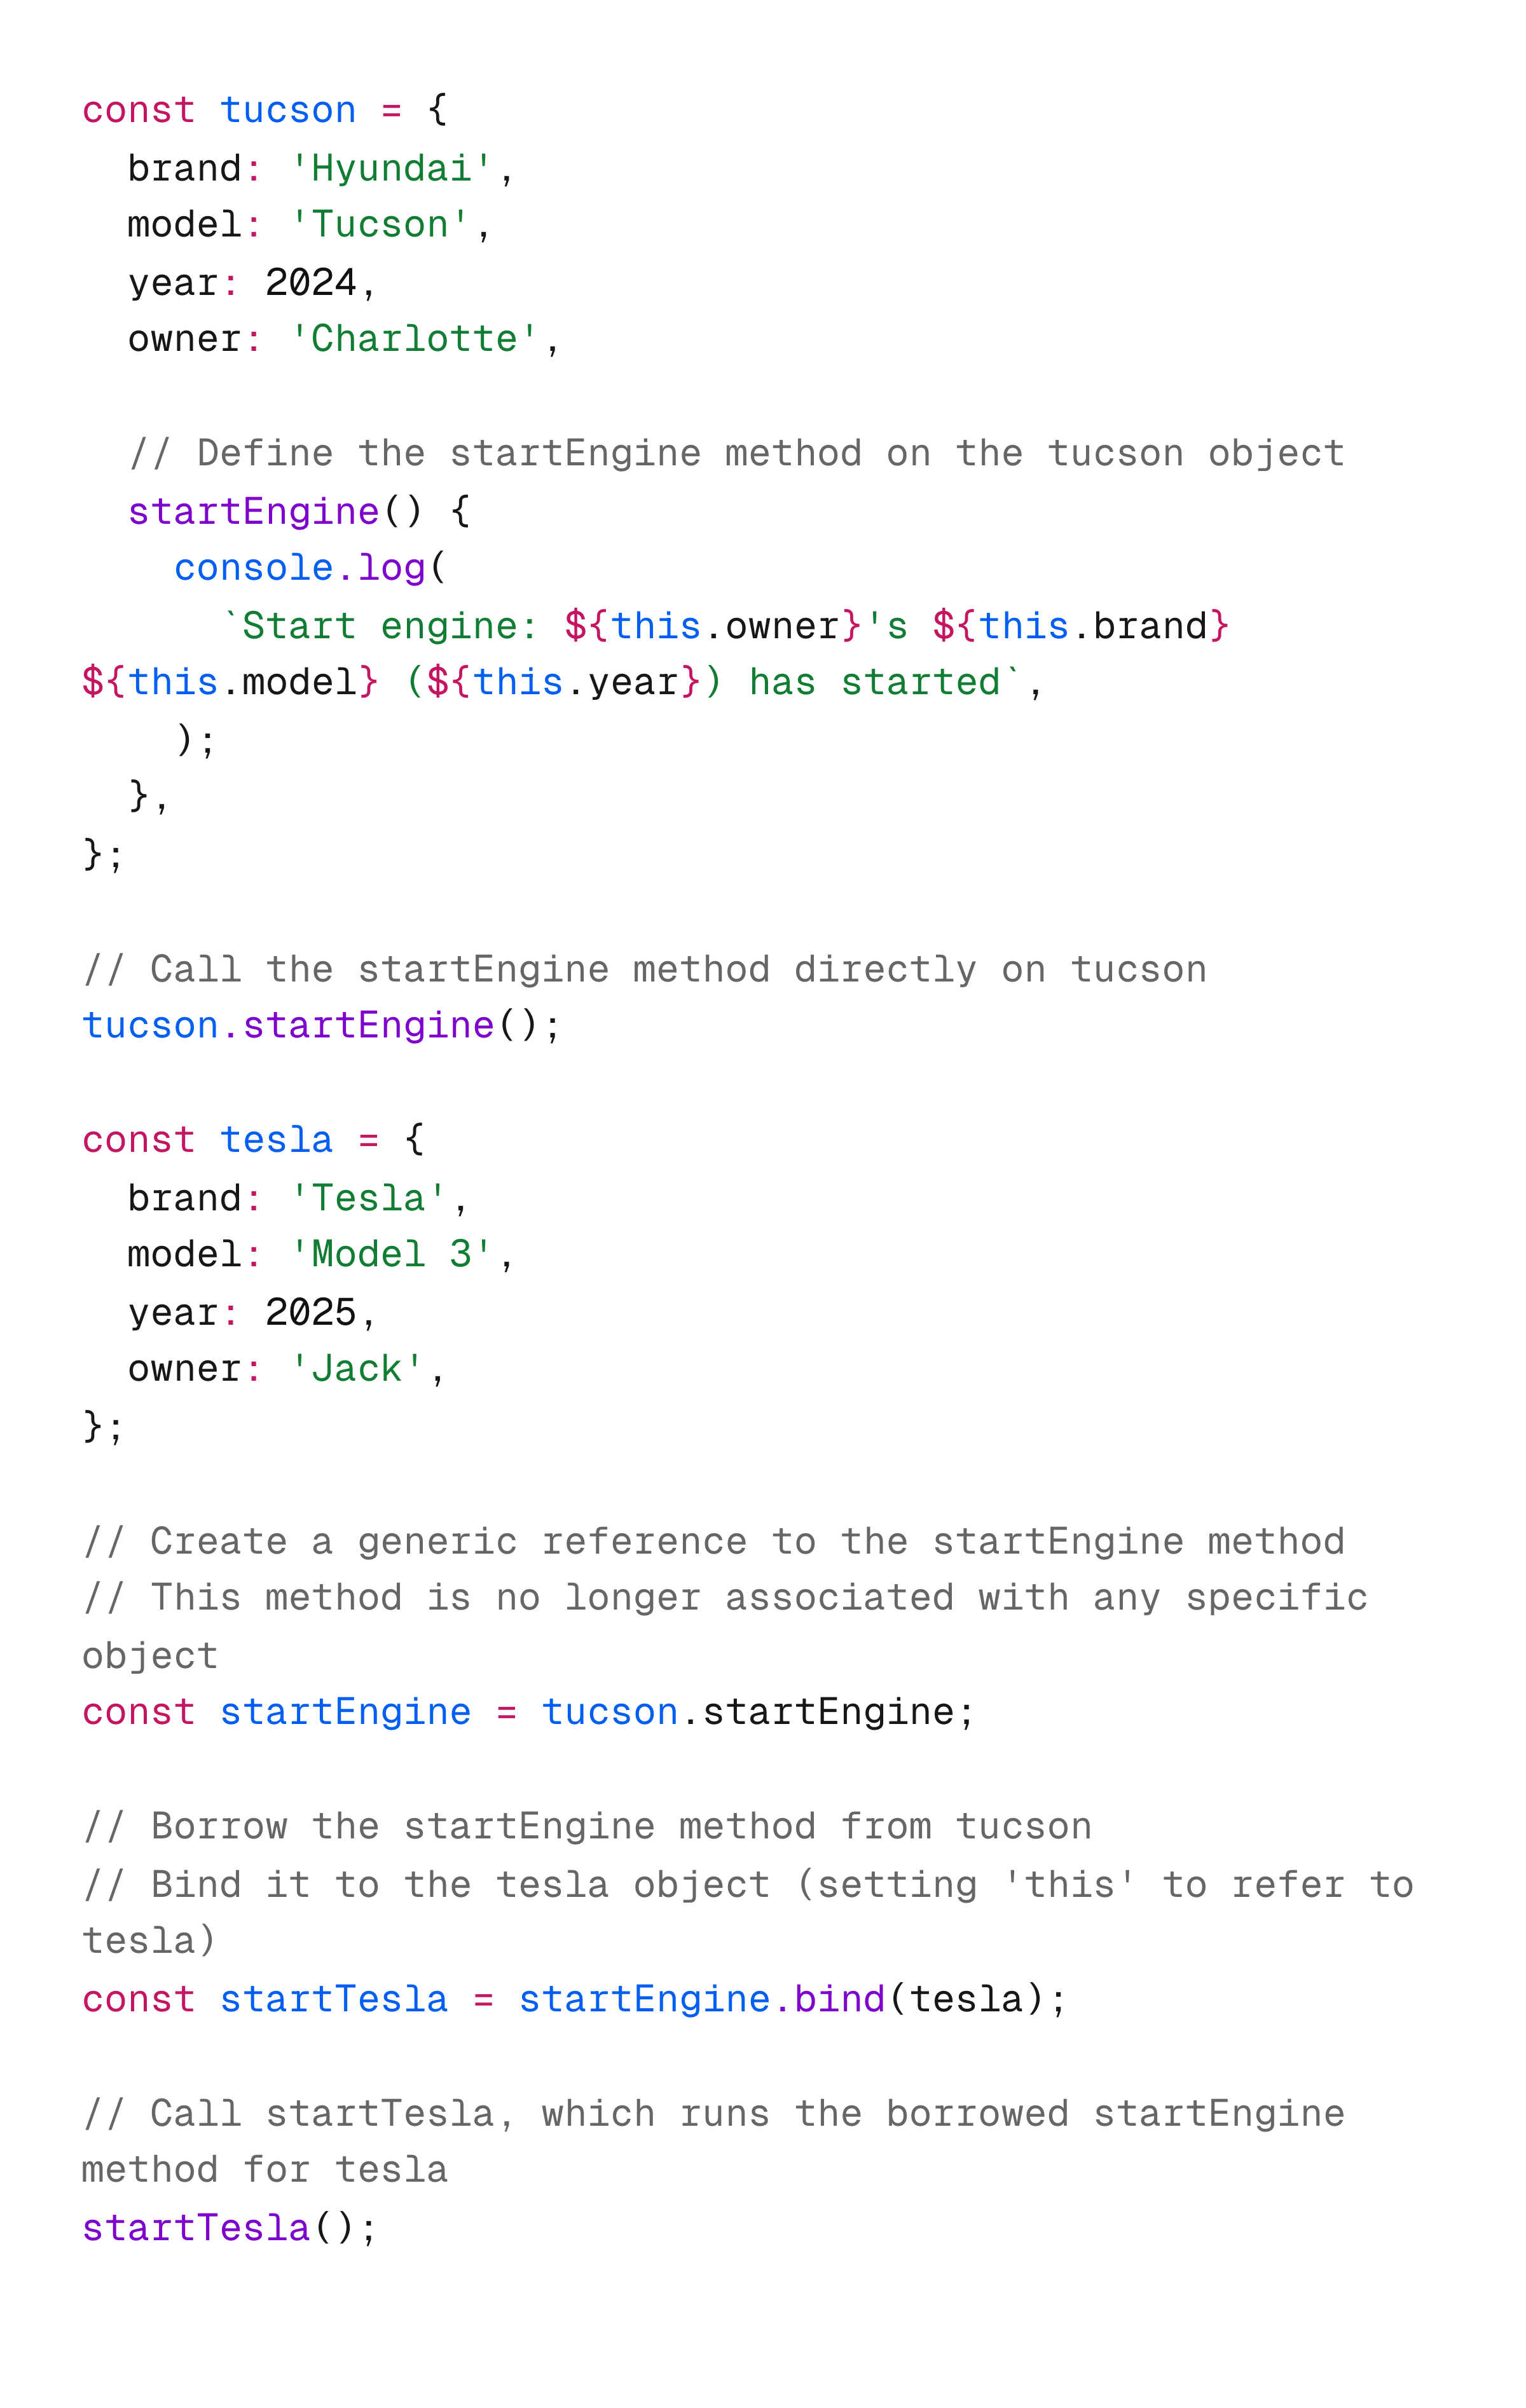 const tucson = {
  brand: 'Hyundai',
  model: 'Tucson',
  year: 2024,
  owner: 'Charlotte',

  // Define the startEngine method on the tucson object
  startEngine() {
    console.log(
      `Start engine: ${this.owner}'s ${this.brand}
${this.model} (${this.year}) has started`,
    );
  },
};

// Call the startEngine method directly on tucson
tucson.startEngine();

const tesla = {
  brand: 'Tesla',
  model: 'Model 3',
  year: 2025,
  owner: 'Jack',
};

// Create a generic reference to the startEngine method
// This method is no longer associated with any specific
object
const startEngine = tucson.startEngine;

// Borrow the startEngine method from tucson
// Bind it to the tesla object (setting 'this' to refer to
tesla)
const startTesla = startEngine.bind(tesla);

// Call startTesla, which runs the borrowed startEngine
method for tesla
startTesla();